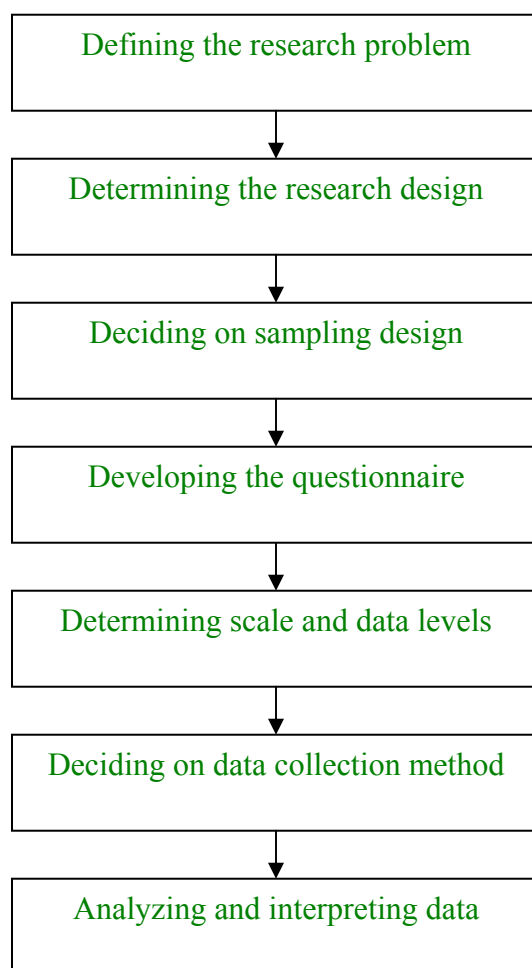 Defining the research problem
Determining the research design
Deciding on sampling design
Developing the questionnaire
Determining scale and data levels
Deciding on data collection method
Analyzing and interpreting data